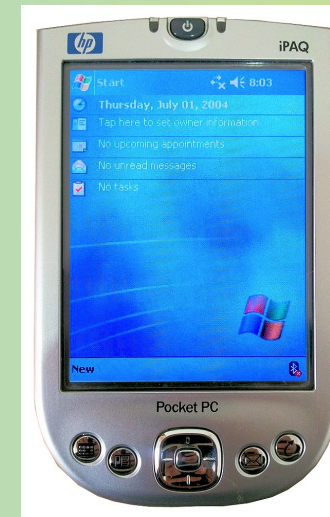 hp
iPAQ
Start 8:03
Thursday, July 01, 2004
Tap here to set owner information
No upcoming appointments
No unread messages
No tasks
New
Pocket PC